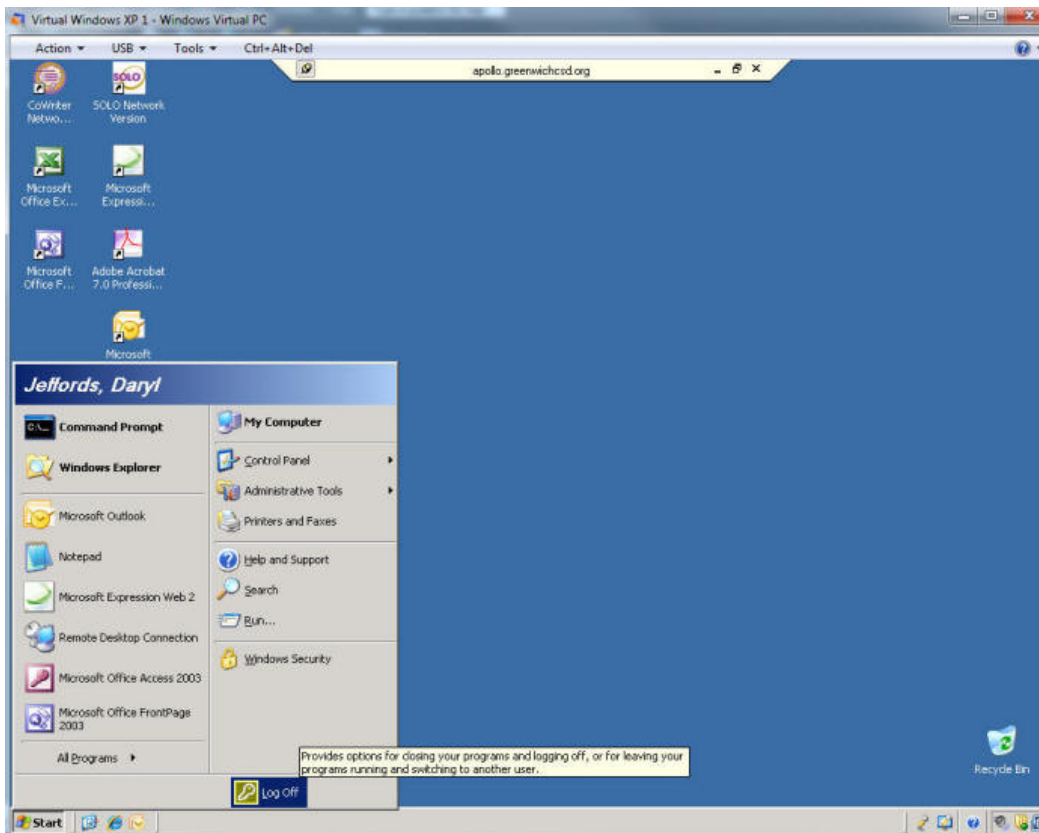 Virtual Windows XP 1 - Windows Virtual PC
Action USB Tools Ctrl+Alt+Del
apollo.greenwichcsd.org
CoWriter
Netwo...
SOLO
SOLO Network
Version
Microsoft
Office Ex...
Microsoft
Expressi...
Microsoft
Office F...
Adobe Acrobat
7.0 Professi...
Microsoft
Jeffords, Daryl
Command Prompt
Windows Explorer
Microsoft Outlook
Notepad
Microsoft Expression Web 2
Remote Desktop Connection
Microsoft Office Access 2003
Microsoft Office FrontPage
2003
All Programs
My Computer
Control Panel
Administrative Tools
Printers and Faxes
Help and Support
Search
Run...
Windows Security
Provides options for closing your programs and logging off, or for leaving your
programs running and switching to another user.
Log Off
Recycle Bin
Start